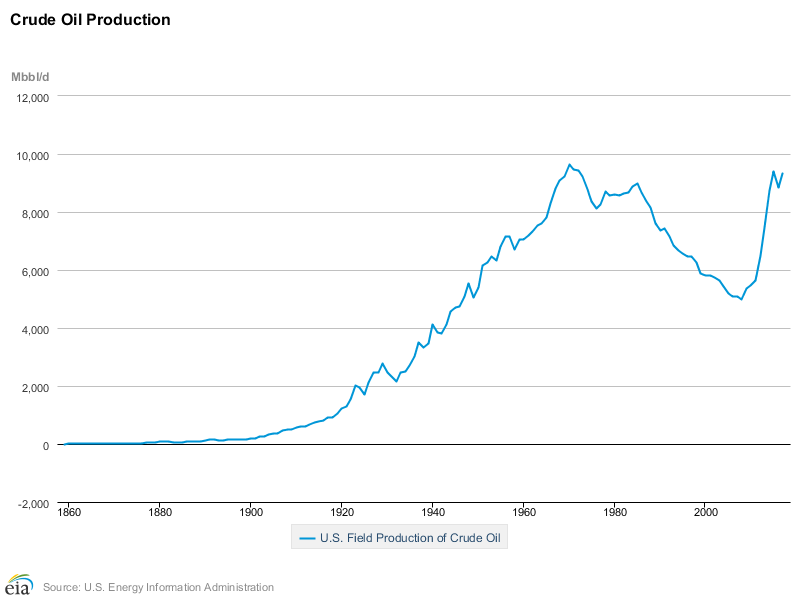 Crude Oil Production
Mbbl/d
12,000
10,000
8,000
6,000
4,000
2,000
0
-2,000
1860 1880 1900 1920 1940 1960 1980 2000
U.S. Field Production of Crude Oil
eia Source: U.S. Energy Information Administration